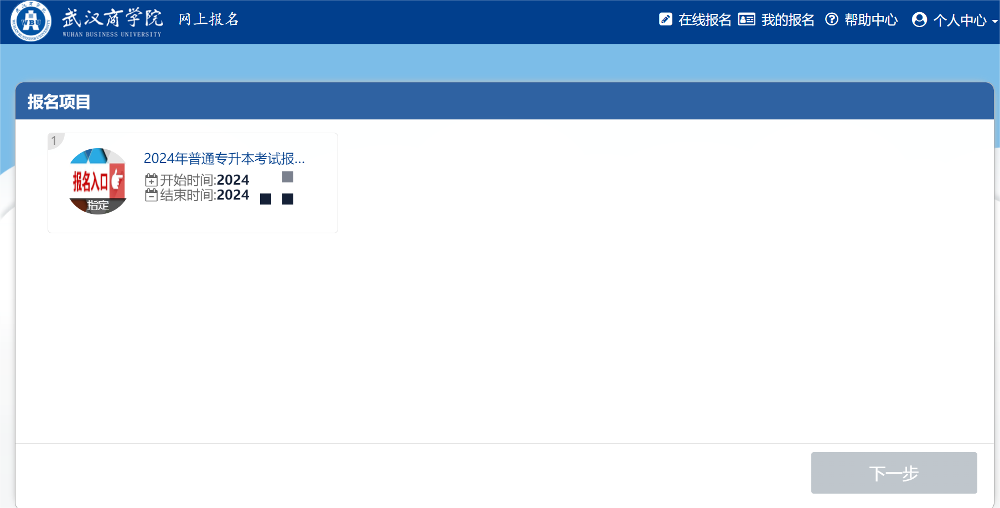 武汉商学院 网上报名
WUHAN BUSINESS UNIVERSITY
在线报名 我的报名 帮助中心 个人中心
报名项目
1
2024年普通专升本考试报...
报名入口
指定
开始时间:2024
结束时间:2024
下一步